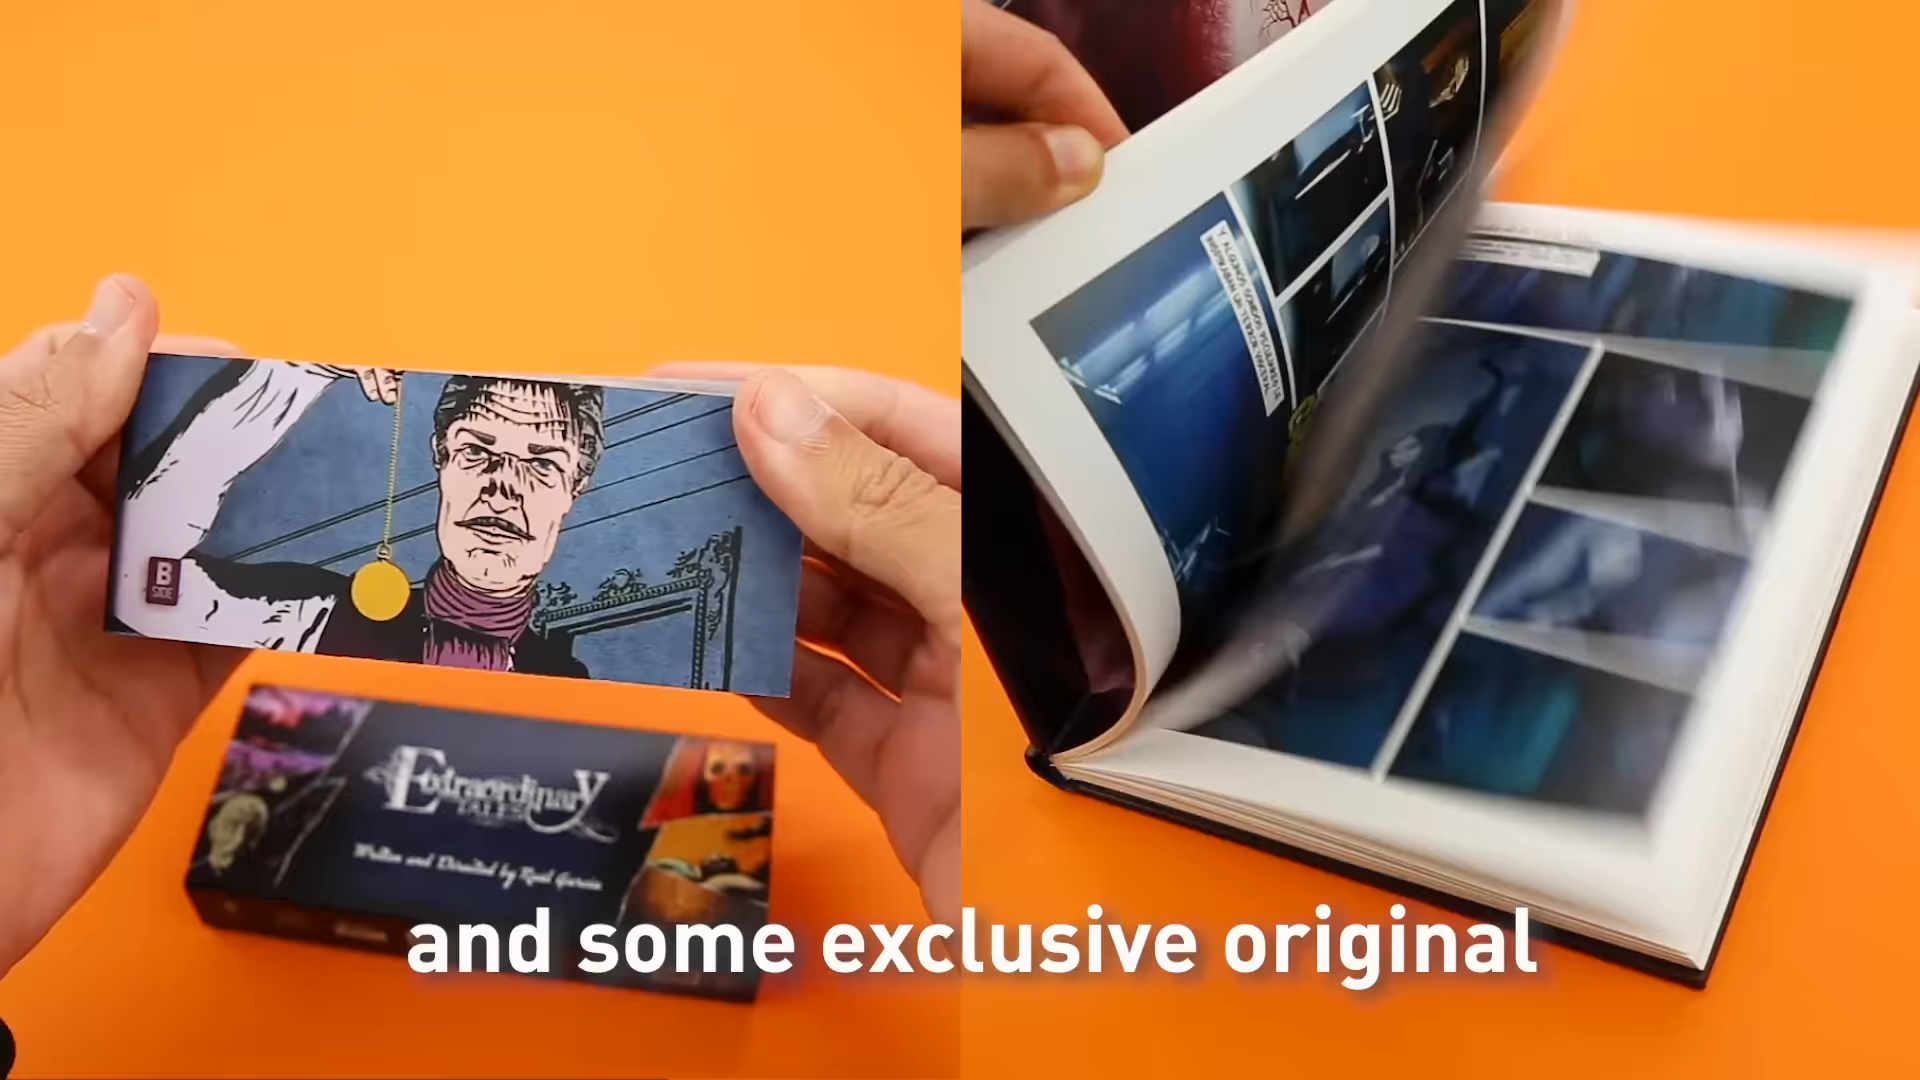 B
SIDE
Extraordinary
TALES
Written and Directed by Raul Garcia
and some exclusive original